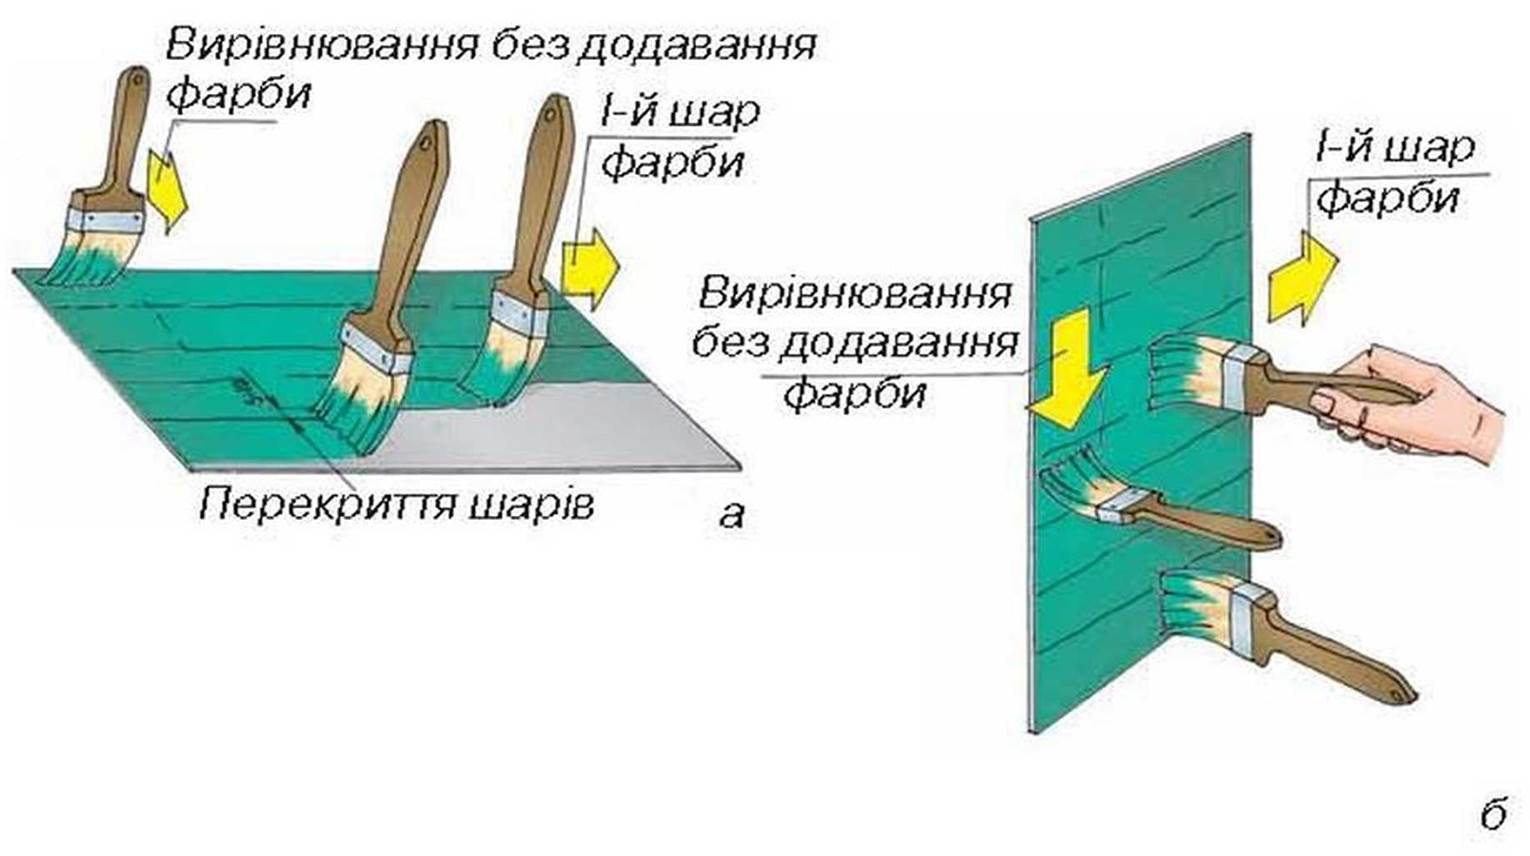 Вирівнювання без додавання
фарби
І-й шар
фарби
Перекриття шарів
а
І-й шар
фарби
Вирівнювання
без додавання
фарби
б